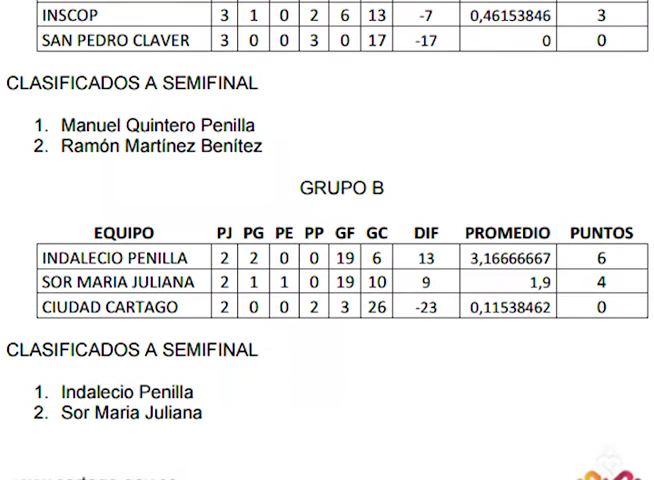 INSCOP 3 1 0 2 6 13 -7 0,46153846 3
SAN PEDRO CLAVER 3 0 0 3 0 17 -17 0 0
CLASIFICADOS A SEMIFINAL
1. Manuel Quintero Penilla
2. Ramón Martínez Benítez
GRUPO B
EQUIPO PJ PG PE PP GF GC DIF PROMEDIO PUNTOS
INDALECIO PENILLA 2 2 0 0 19 6 13 3,16666667 6
SOR MARIA JULIANA 2 1 1 0 19 10 9 1,9 4
CIUDAD CARTAGO 2 0 0 2 3 26 -23 0,11538462 0
CLASIFICADOS A SEMIFINAL
1. Indalecio Penilla
2. Sor Maria Juliana